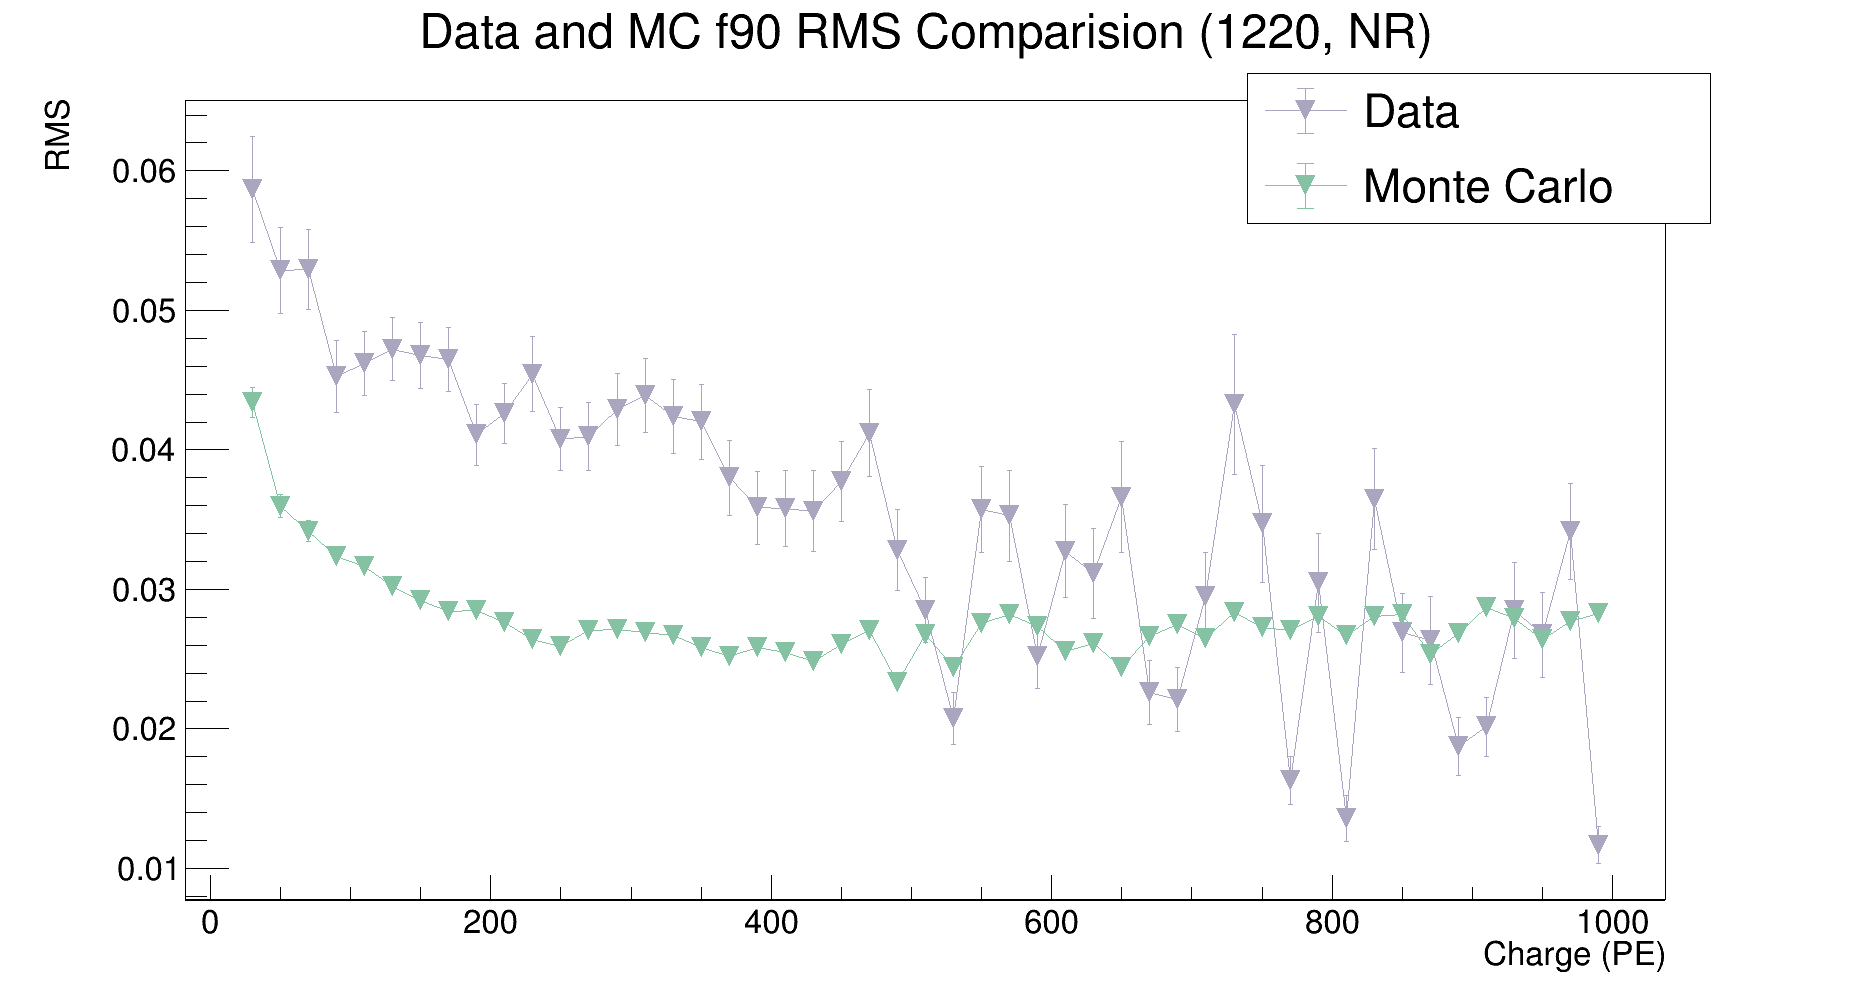 Data and MC f90 RMS Comparision (1220, NR)
Data
Monte Carlo
RMS
0.06
0.05
0.04
0.03
0.02
0.01
0 200 400 600 800 1000
Charge (PE)